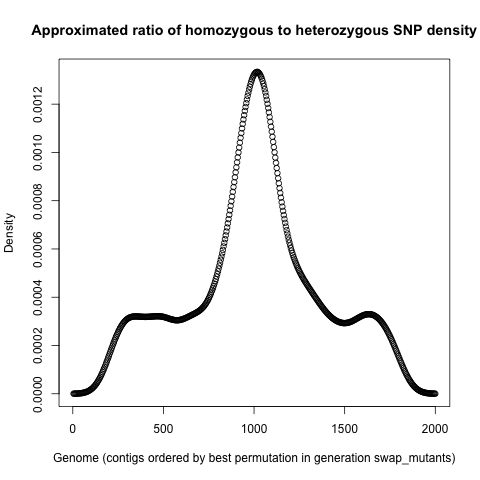 Approximated ratio of homozygous to heterozygous SNP density
Density
0.0012
0.0010
0.0008
0.0006
0.0004
0.0002
0.0000
0 500 1000 1500 2000
Genome (contigs ordered by best permutation in generation swap_mutants)